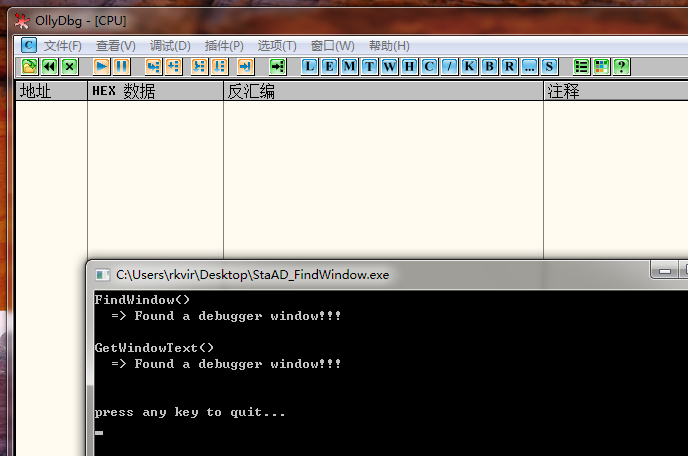 OllyDbg - [CPU]
C 文件(F) 查看(V) 调试(D) 插件(P) 选项(T) 窗口(W) 帮助(H)
L E M T W H C / K B R ... S ?
地址 HEX 数据 反汇编 注释
C:\Users\rkvir\Desktop\StaAD_FindWindow.exe
FindWindow()
=> Found a debugger window!!!
GetWindowText()
=> Found a debugger window!!!
press any key to quit...